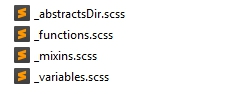 _abstractsDir.scss
_functions.scss
_mixins.scss
_variables.scss